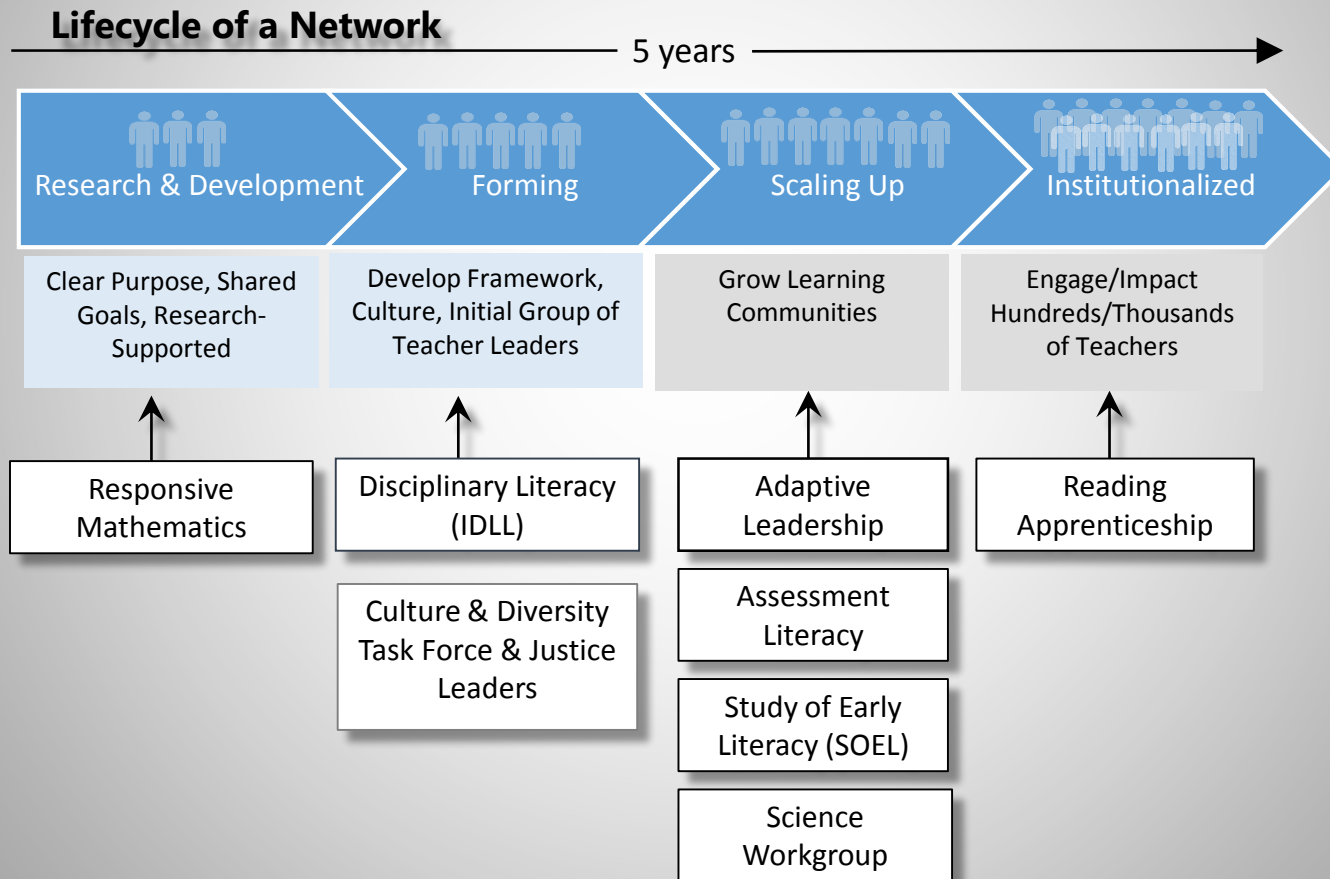 Lifecycle of a Network
5 years
Research & Development
Forming
Scaling Up
Institutionalized
Clear Purpose, Shared
Goals, Research-
Supported
Develop Framework,
Culture, Initial Group of
Teacher Leaders
Grow Learning
Communities
Engage/Impact
Hundreds/Thousands
of Teachers
Responsive
Mathematics
Disciplinary Literacy
(IDLL)
Culture & Diversity
Task Force & Justice
Leaders
Adaptive
Leadership
Assessment
Literacy
Study of Early
Literacy (SOEL)
Science
Workgroup
Reading
Apprenticeship